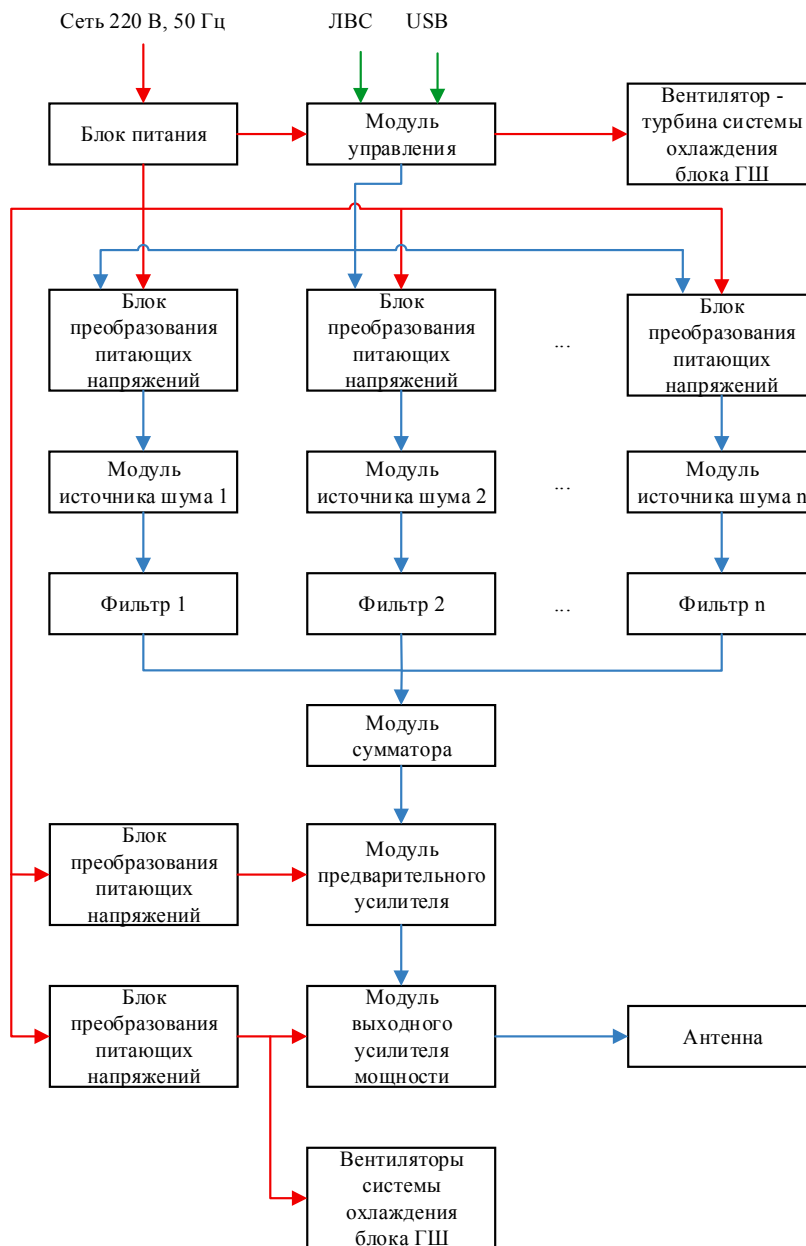 Сеть 220 В, 50 Гц
ЛВС
USB
Блок питания
Модуль
управления
Вентилятор -
турбина системы
охлаждения
блока ГШ
Блок
преобразования
питающих
напряжений
Блок
преобразования
питающих
напряжений
...
Блок
преобразования
питающих
напряжений
Модуль
источника шума 1
Модуль
источника шума 2
...
Модуль
источника шума n
Фильтр 1
Фильтр 2
...
Фильтр n
Модуль
сумматора
Блок
преобразования
питающих
напряжений
Модуль
предварительного
усилителя
Блок
преобразования
питающих
напряжений
Модуль
выходного
усилителя
мощности
Антенна
Вентиляторы
системы
охлаждения
блока ГШ